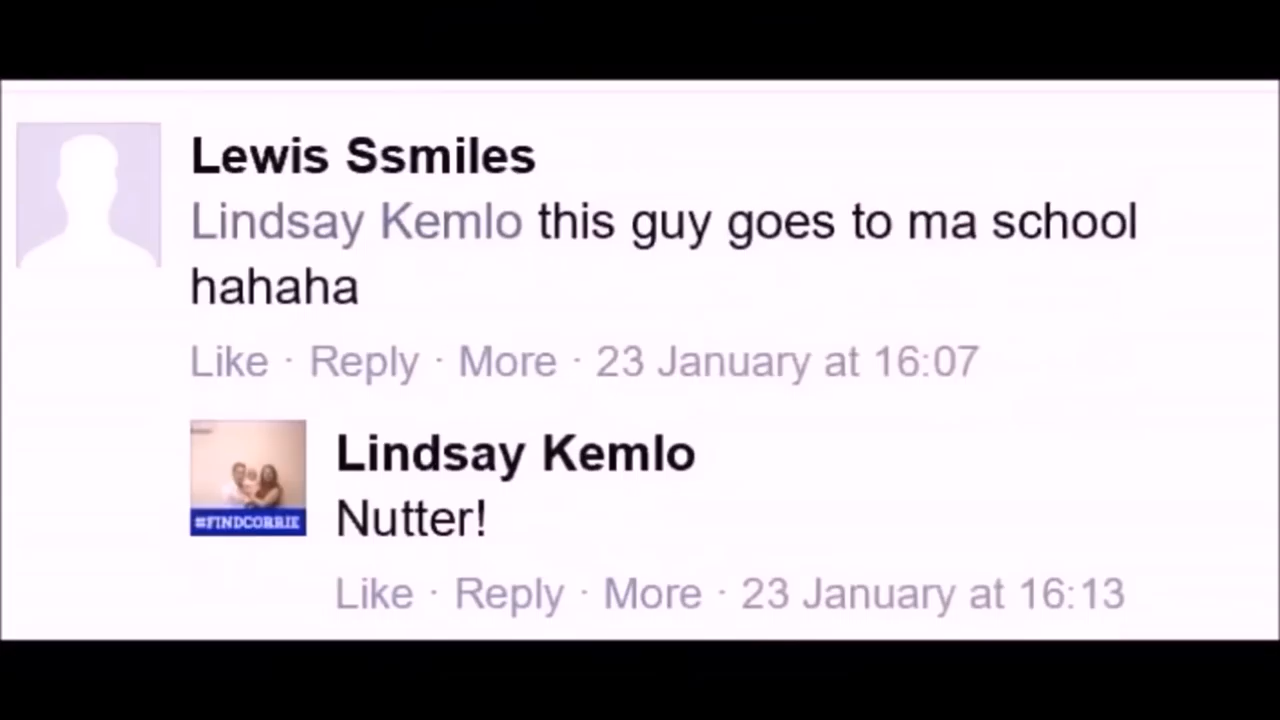 Lewis Ssmiles
Lindsay Kemlo this guy goes to ma school
hahaha
Like · Reply · More · 23 January at 16:07
Lindsay Kemlo
Nutter!
#FINDCORRIE
Like · Reply · More · 23 January at 16:13